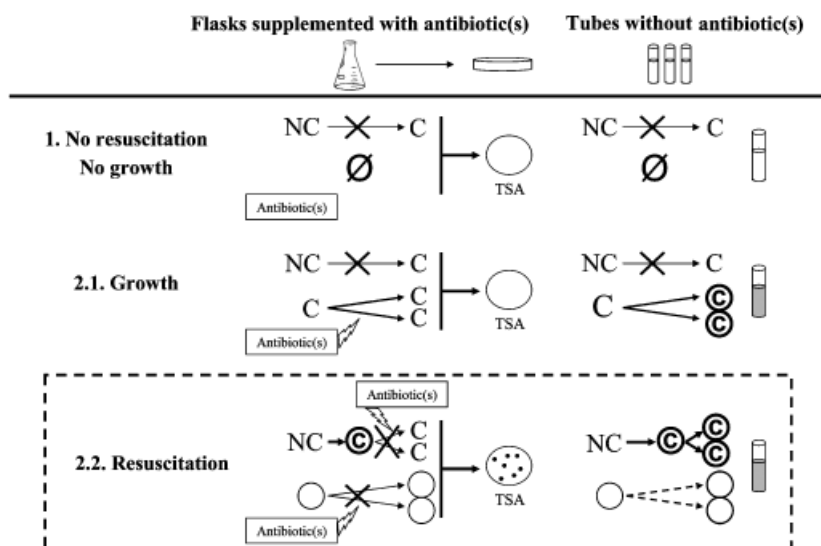 Flasks supplemented with antibiotic(s) Tubes without antibiotic(s)
1. No resuscitation
No growth
NC C
Ø
Antibiotic(s)
TSA
NC C
Ø
2.1. Growth
NC C
C C
C
Antibiotic(s)
TSA
NC C
C C
C
2.2. Resuscitation
Antibiotic(s)
NC C C
C
Antibiotic(s)
TSA
NC C C
C